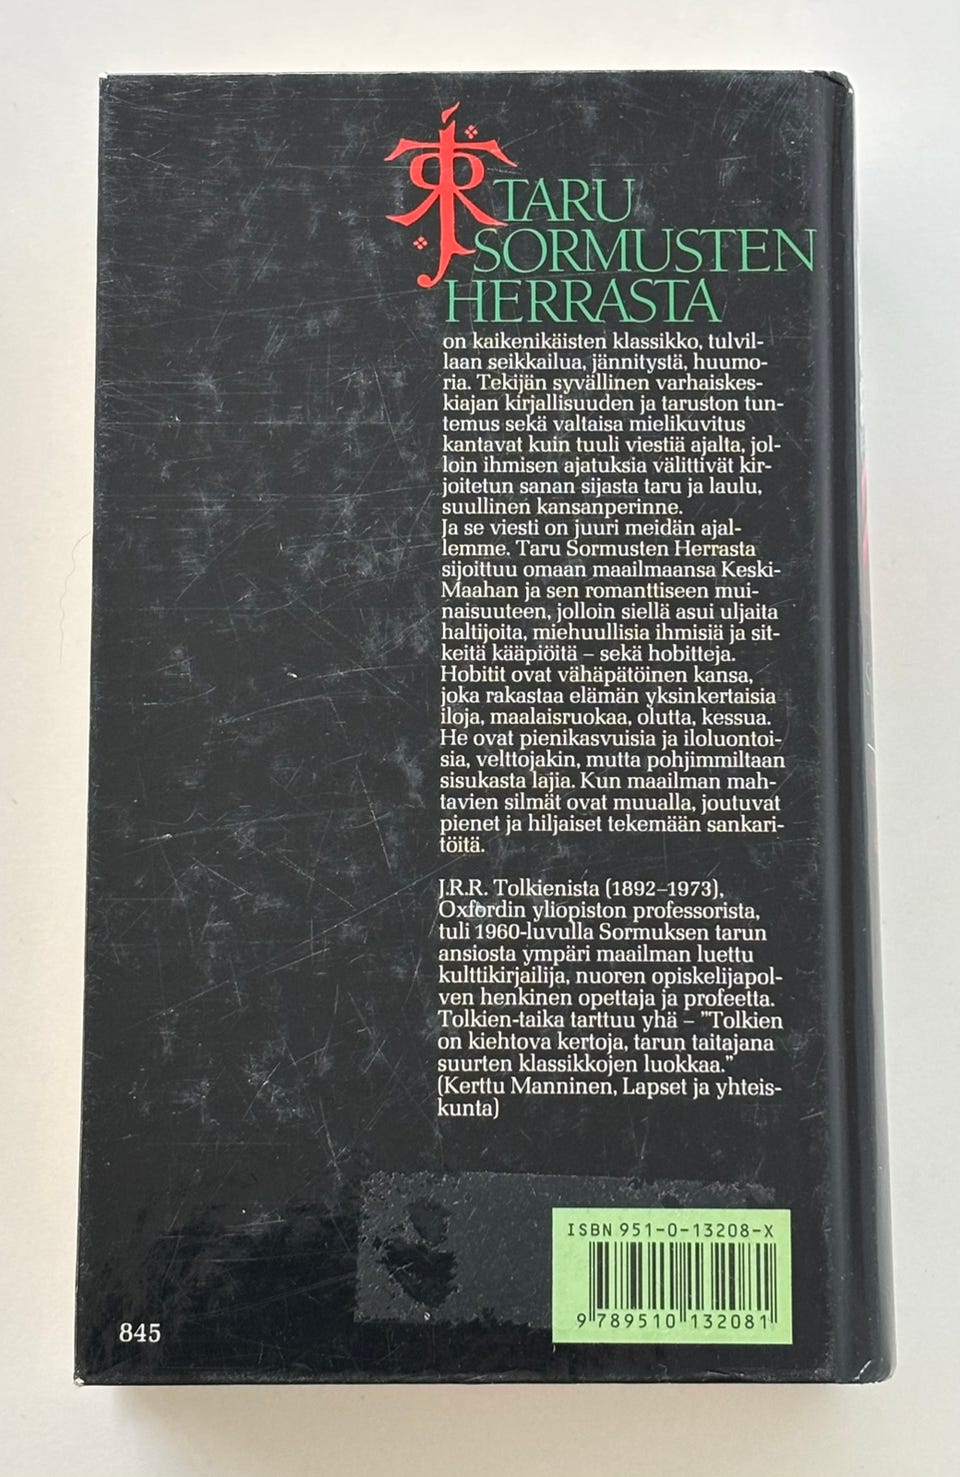 TARU
SORMUSTEN
HERRASTA
on kaikenikäisten klassikko, tulvil-
laan seikkailua, jännitystä, huumo-
ria. Tekijän syvällinen varhaiskes-
kiajan kirjallisuuden ja taruston tun-
temus sekä valtaisa mielikuvitus
kantavat kuin tuuli viestiä ajalta, jol-
loin ihmisen ajatuksia välittivät kir-
joitetun sanan sijasta taru ja laulu,
suullinen kansanperinne.
Ja se viesti on juuri meidän ajal-
lemme. Taru Sormusten Herrasta
sijoittuu omaan maailmaansa Keski-
Maahan ja sen romanttiseen mui-
naisuuteen, jolloin siellä asui uljaita
haltijoita, miehuullisia ihmisiä ja sit-
keitä kääpiöitä – sekä hobitteja.
Hobitit ovat vähäpätöinen kansa,
joka rakastaa elämän yksinkertaisia
iloja, maalaisruokaa, olutta, kessua.
He ovat pienikasvuisia ja iloluontoi-
sia, velttojakin, mutta pohjimmiltaan
sisukasta lajia. Kun maailman mah-
tavien silmät ovat muualla, joutuvat
pienet ja hiljaiset tekemään sankari-
töitä.
J.R.R. Tolkienista (1892–1973),
Oxfordin yliopiston professorista,
tuli 1960-luvulla Sormuksen tarun
ansiosta ympäri maailman luettu
kulttikirjailija, nuoren opiskelijapol-
ven henkinen opettaja ja profeetta.
Tolkien-taika tarttuu yhä – ”Tolkien
on kiehtova kertoja, tarun taitajana
suurten klassikkojen luokkaa.”
(Kerttu Manninen, Lapset ja yhteis-
kunta)
ISBN 951-0-13208-X
9 789510 132081
845